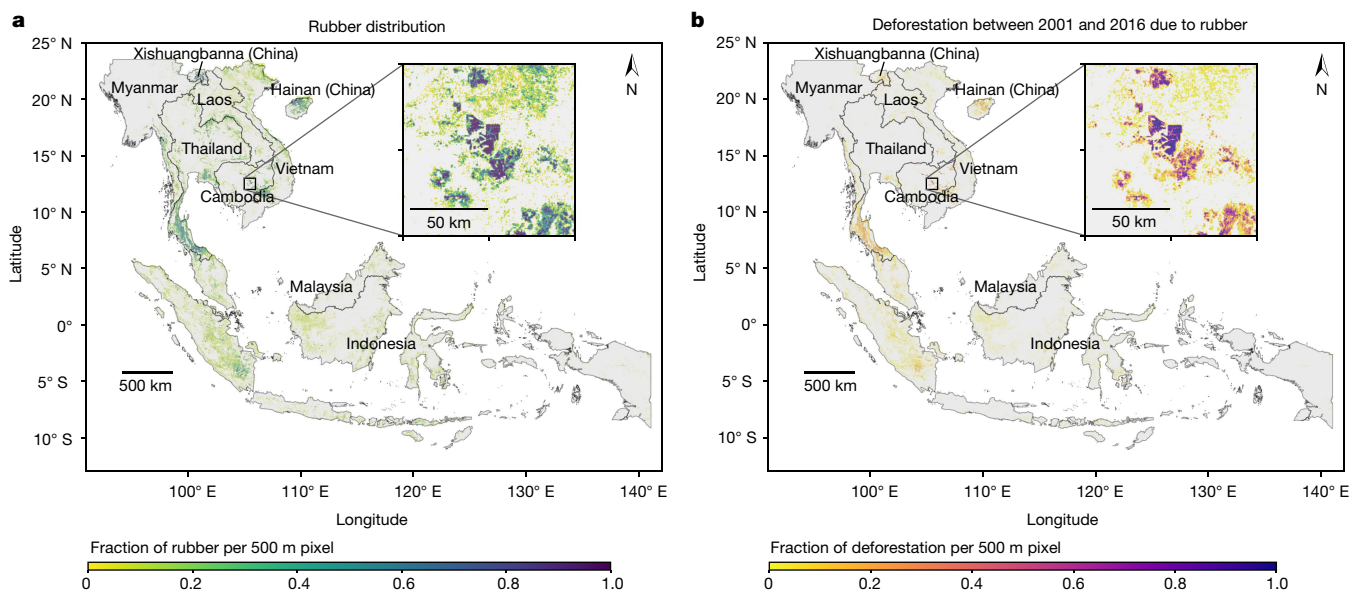 a
Rubber distribution
25° N
20° N
15° N
10° N
5° N
0°
5° S
10° S
Latitude
Xishuangbanna (China)
Myanmar
Laos
Hainan (China)
Thailand
Vietnam
Cambodia
Malaysia
Indonesia
N
50 km
500 km
100° E 110° E 120° E 130° E 140° E
Longitude
Fraction of rubber per 500 m pixel
0 0.2 0.4 0.6 0.8 1.0
b
Deforestation between 2001 and 2016 due to rubber
25° N
20° N
15° N
10° N
5° N
0°
5° S
10° S
Latitude
Xishuangbanna (China)
Myanmar
Laos
Hainan (China)
Thailand
Vietnam
Cambodia
Malaysia
Indonesia
N
50 km
500 km
100° E 110° E 120° E 130° E 140° E
Longitude
Fraction of deforestation per 500 m pixel
0 0.2 0.4 0.6 0.8 1.0